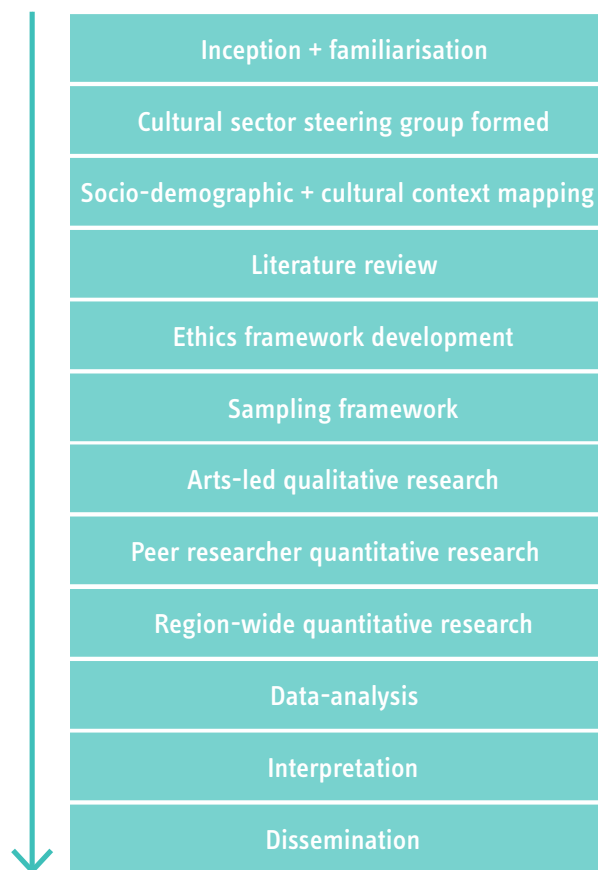 Inception + familiarisation
Cultural sector steering group formed
Socio-demographic + cultural context mapping
Literature review
Ethics framework development
Sampling framework
Arts-led qualitative research
Peer researcher quantitative research
Region-wide quantitative research
Data-analysis
Interpretation
Dissemination